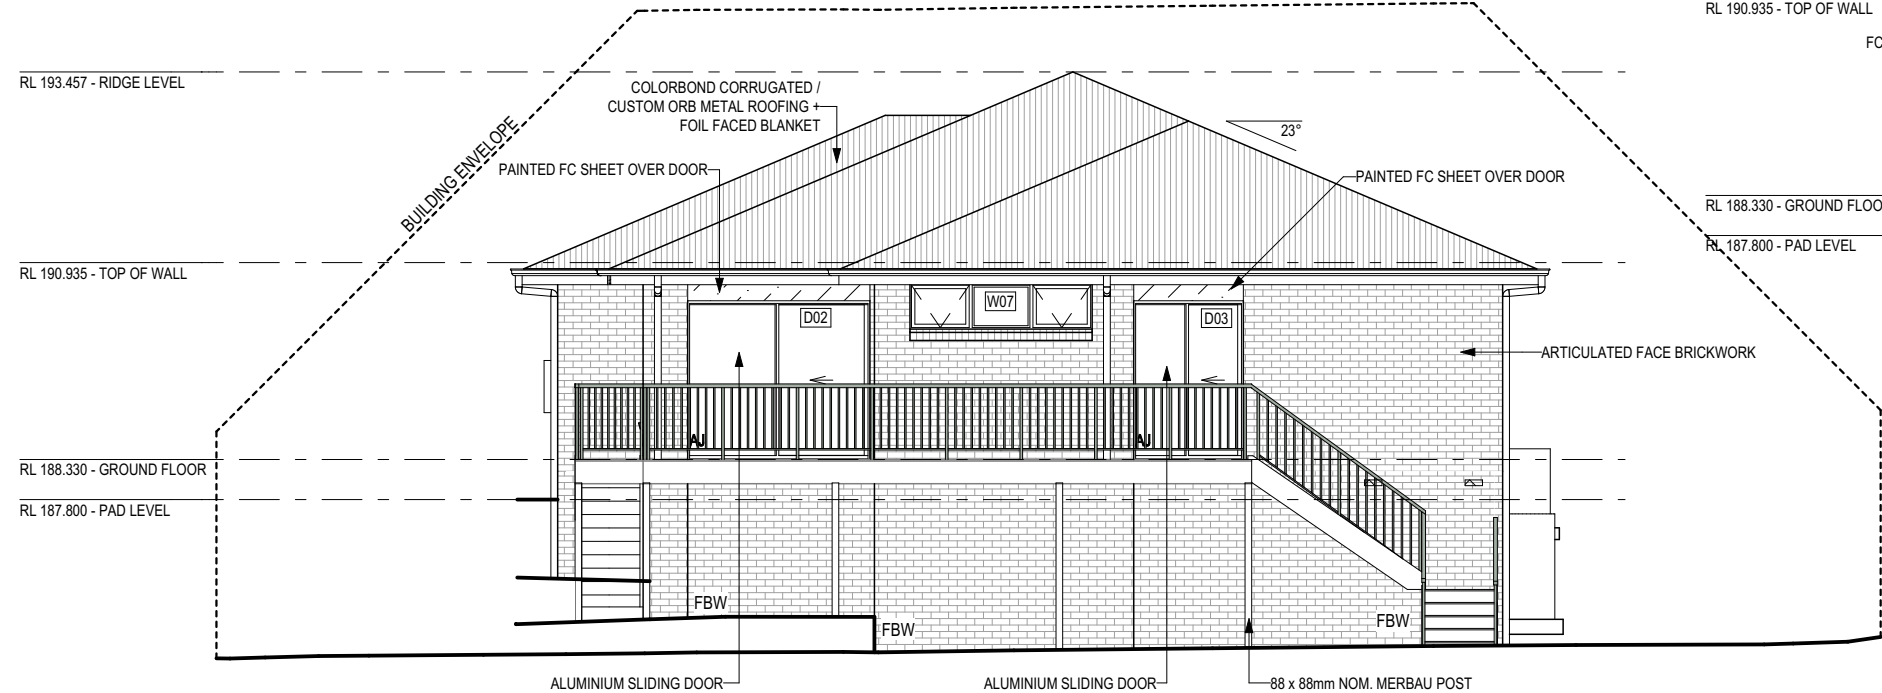 RL 190.935 - TOP OF WALL
FC
RL 193.457 - RIDGE LEVEL
COLORBOND CORRUGATED /
CUSTOM ORB METAL ROOFING +
FOIL FACED BLANKET
BUILDING ENVELOPE
23°
PAINTED FC SHEET OVER DOOR
PAINTED FC SHEET OVER DOOR
RL 188.330 - GROUND FLOO
RL 187.800 - PAD LEVEL
RL 190.935 - TOP OF WALL
D02
W07
D03
ARTICULATED FACE BRICKWORK
AJ
AJ
RL 188.330 - GROUND FLOOR
RL 187.800 - PAD LEVEL
FBW
FBW
FBW
ALUMINIUM SLIDING DOOR
ALUMINIUM SLIDING DOOR
88 x 88mm NOM. MERBAU POST